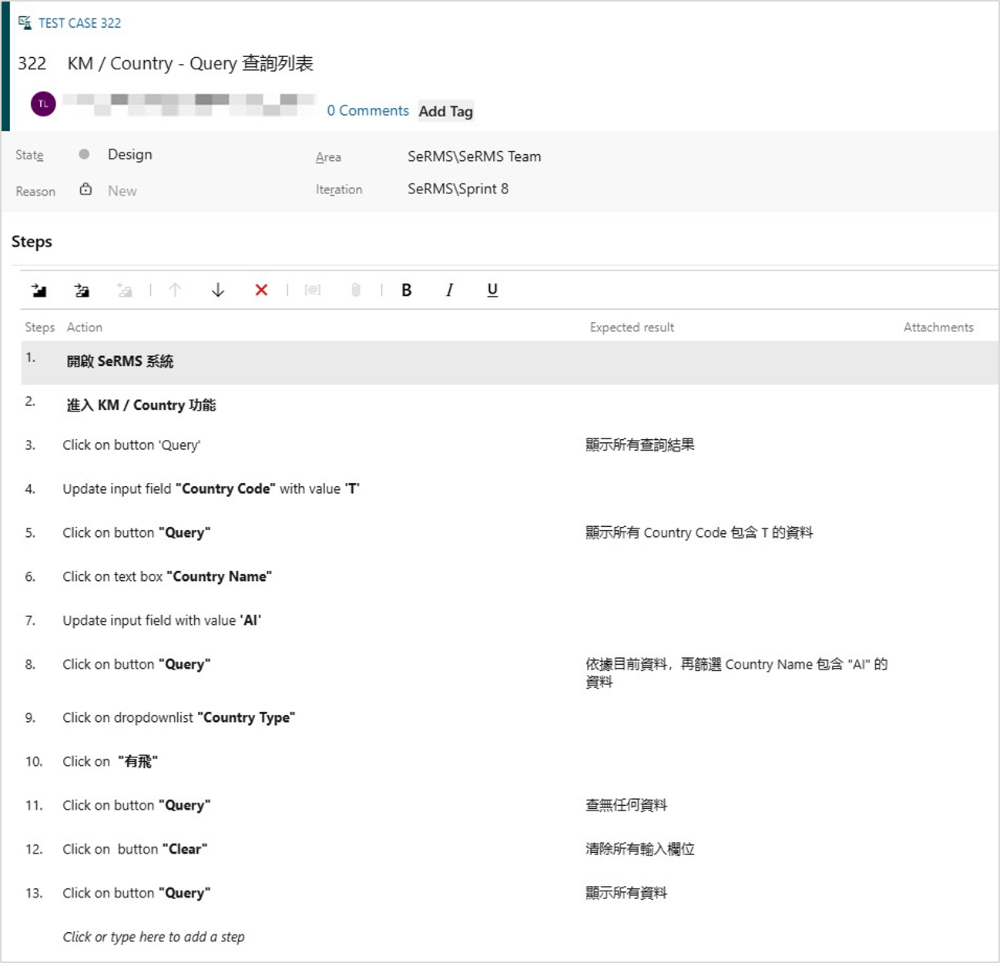 TEST CASE 322
322 KM / Country - Query 查詢列表
TL
0 Comments Add Tag
State Design Area SeRMS\SeRMS Team
Reason New Iteration SeRMS\Sprint 8
Steps
B I U
Steps Action Expected result Attachments
1. 開啟 SeRMS 系統
2. 進入 KM / Country 功能
3. Click on button 'Query' 顯示所有查詢結果
4. Update input field "Country Code" with value 'T'
5. Click on button "Query" 顯示所有 Country Code 包含 T 的資料
6. Click on text box "Country Name"
7. Update input field with value 'AI'
8. Click on button "Query" 依據目前資料，再篩選 Country Name 包含 "AI" 的
資料
9. Click on dropdownlist "Country Type"
10. Click on "有飛"
11. Click on button "Query" 查無任何資料
12. Click on button "Clear" 清除所有輸入欄位
13. Click on button "Query" 顯示所有資料
Click or type here to add a step